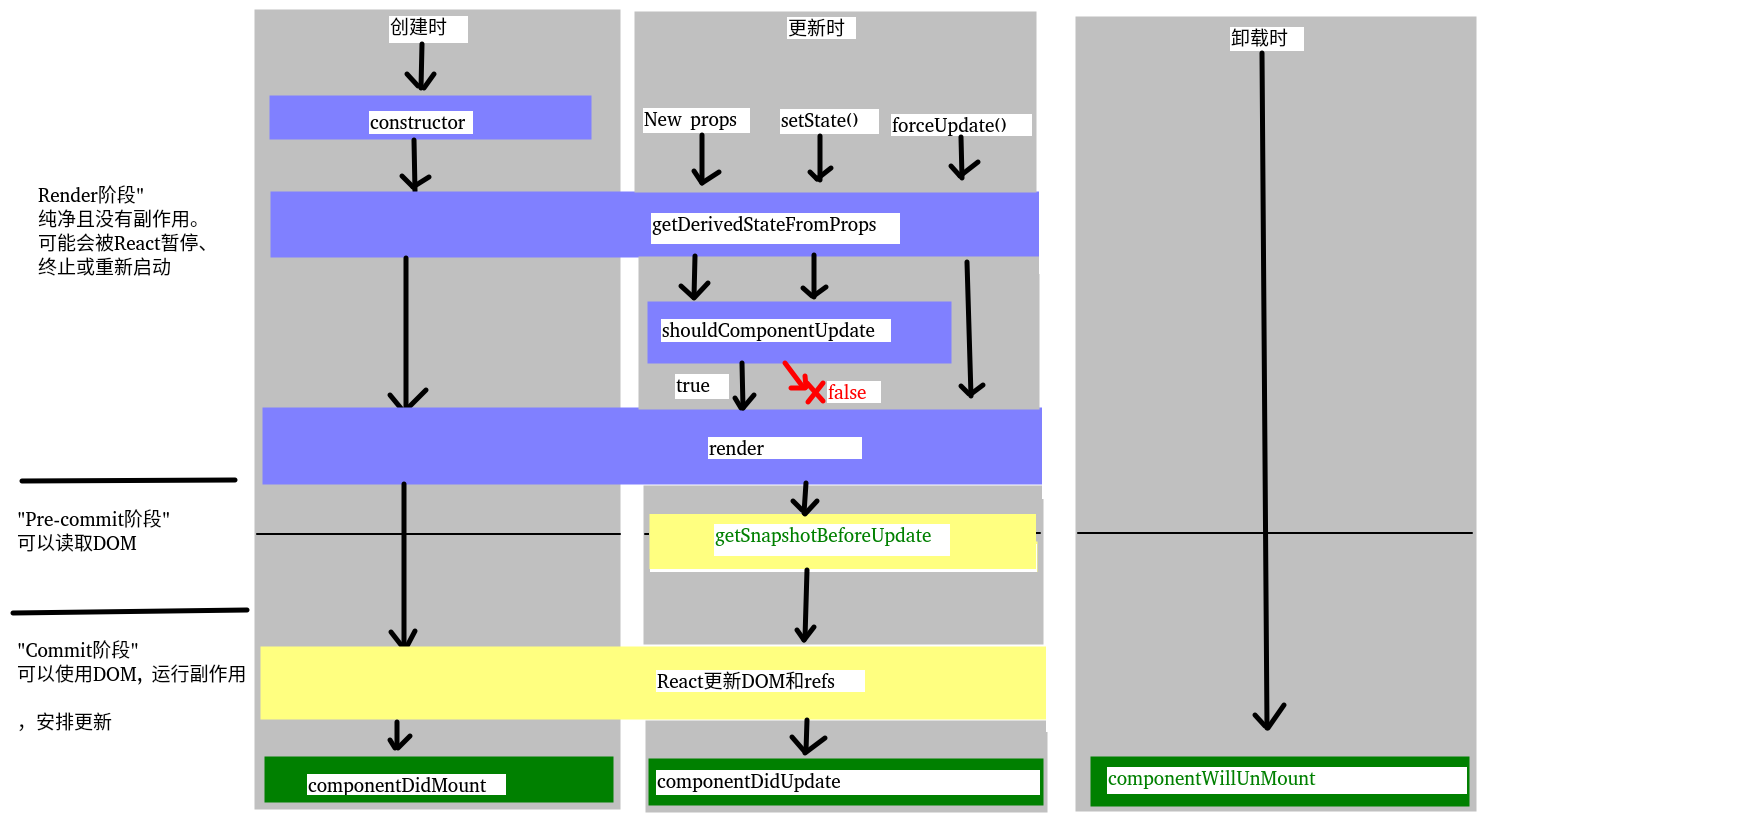 创建时
更新时
卸载时
constructor
New props
setState()
forceUpdate()
Render阶段"
纯净且没有副作用。
可能会被React暂停、
终止或重新启动
getDerivedStateFromProps
shouldComponentUpdate
true
false
render
"Pre-commit阶段"
可以读取DOM
getSnapshotBeforeUpdate
"Commit阶段"
可以使用DOM, 运行副作用
，安排更新
React更新DOM和refs
componentDidMount
componentDidUpdate
componentWillUnMount